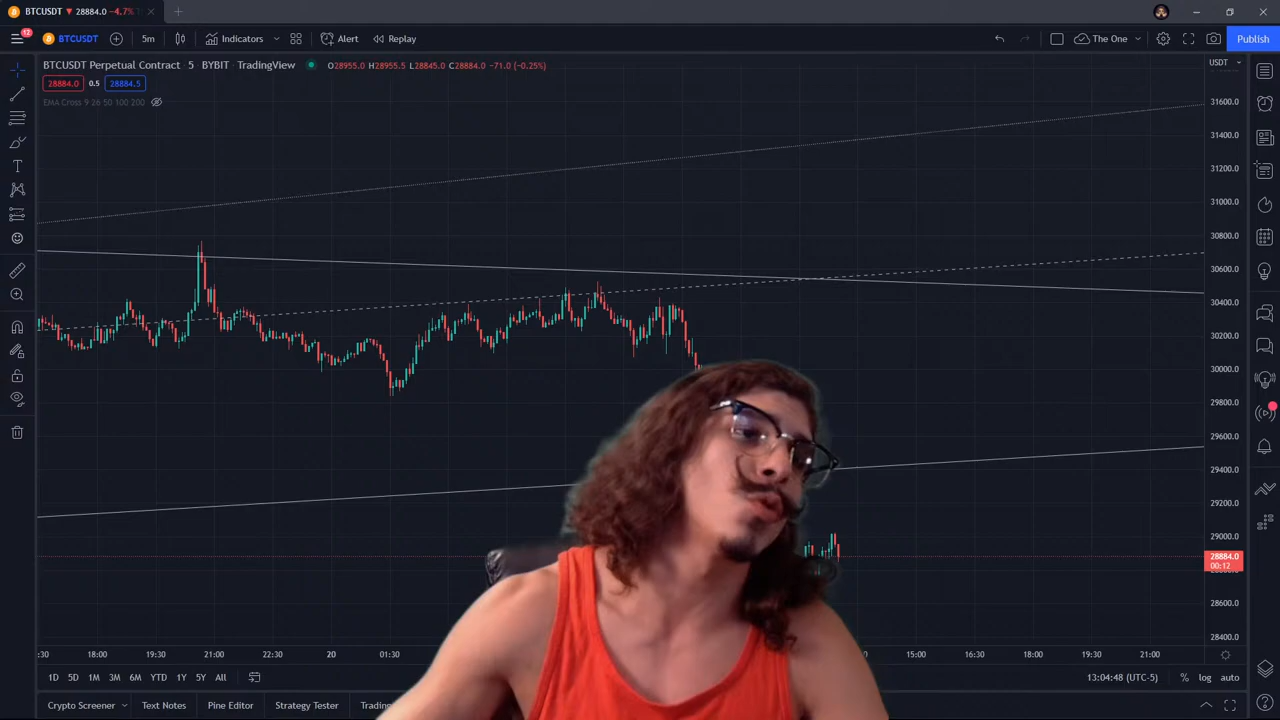 BTCUSDT ▼ 28884.0 −4.7%
12
BTCUSDT 5m Indicators Alert Replay The One Publish
BTCUSDT Perpetual Contract 5 BYBIT TradingView O28955.0 H28955.5 L28845.0 C28884.0 −71.0 (−0.25%)
USDT
28884.0 0.5 28884.5
EMA Cross 9 26 50 100 200
31600.0
31400.0
31200.0
31000.0
30800.0
30600.0
30400.0
30200.0
30000.0
29800.0
29600.0
29400.0
29200.0
29000.0
28884.0
00:12
28600.0
28400.0
:30 18:00 19:30 21:00 22:30 20 01:30 15:00 16:30 18:00 19:30 21:00
1D 5D 1M 3M 6M YTD 1Y 5Y All 13:04:48 (UTC-5) % log auto
Crypto Screener Text Notes Pine Editor Strategy Tester